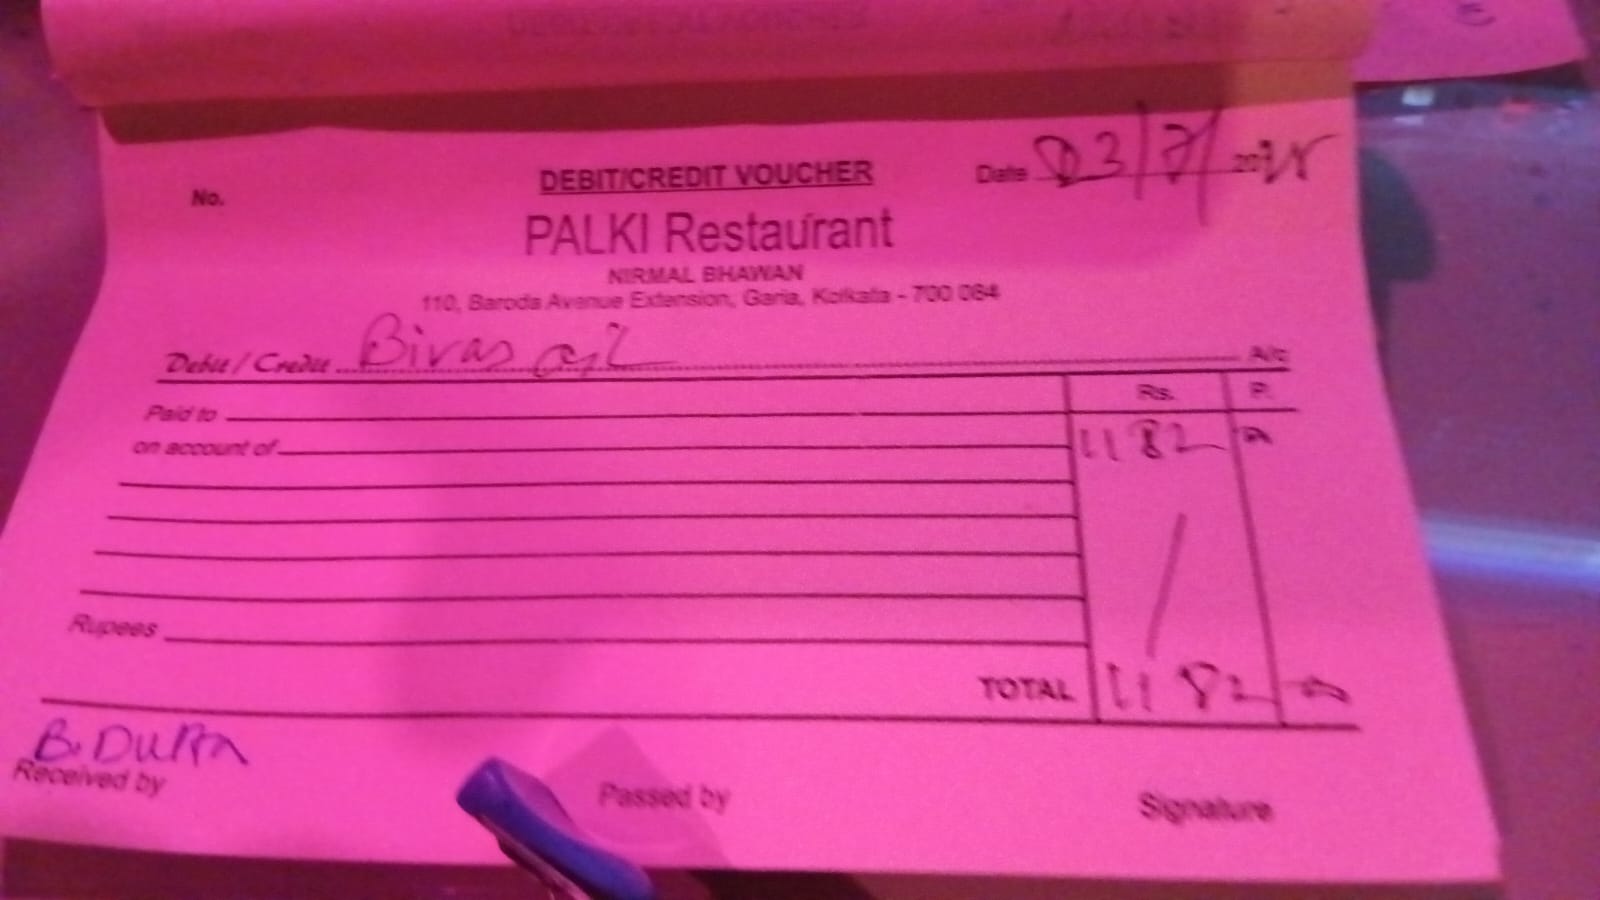 No.
DEBIT/CREDIT VOUCHER
Date 03/7/2025
PALKI Restaurant
NIRMAL BHAWAN
110, Baroda Avenue Extension, Garia, Kolkata - 700 084
Debit / Credit Bivas A/c
Rs. P.
Paid to
on account of 1182
Rupees
TOTAL 1182
B. Dutta
Received by
Passed by
Signature